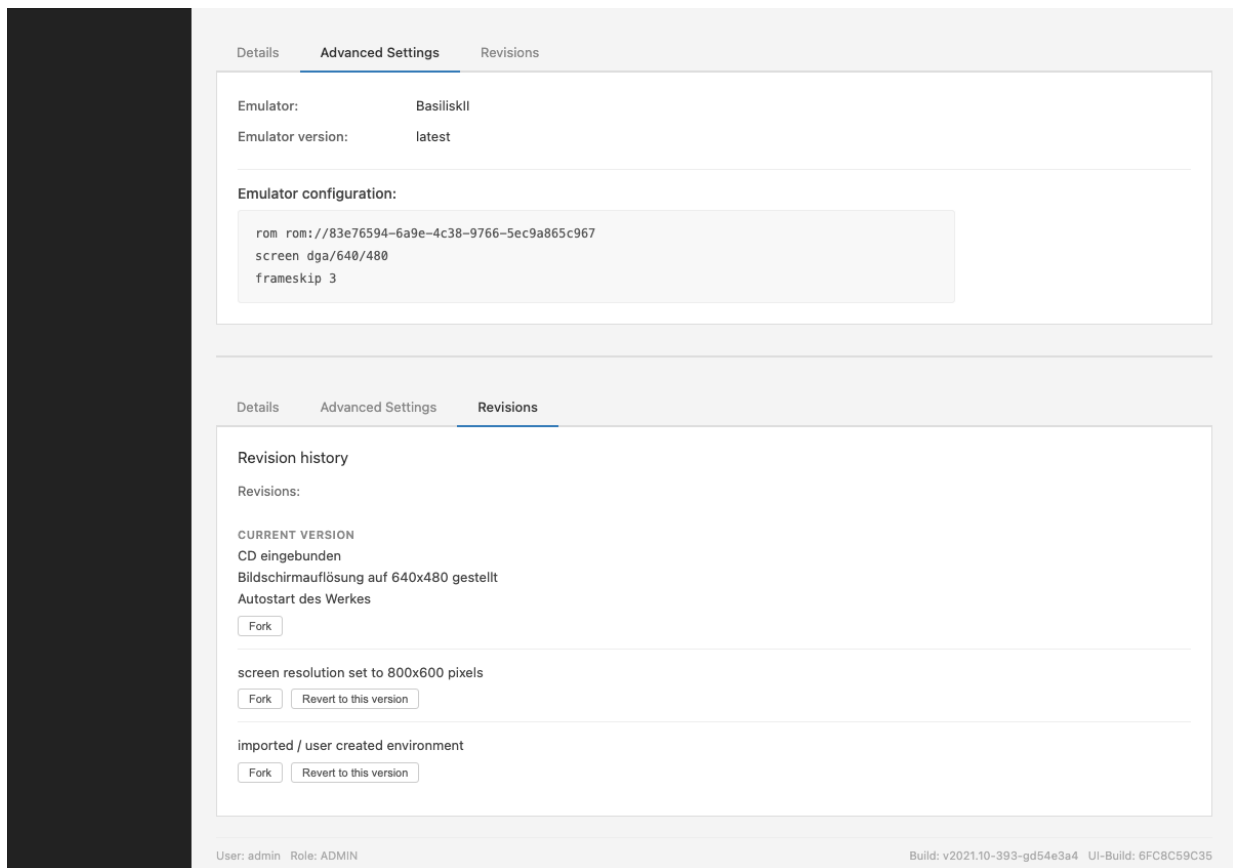 Details Advanced Settings Revisions
Emulator: BasiliskII
Emulator version: latest
Emulator configuration:
rom rom://83e76594-6a9e-4c38-9766-5ec9a865c967
screen dga/640/480
frameskip 3
Details Advanced Settings Revisions
Revision history
Revisions:
CURRENT VERSION
CD eingebunden
Bildschirmauflösung auf 640x480 gestellt
Autostart des Werkes
Fork
screen resolution set to 800x600 pixels
Fork Revert to this version
imported / user created environment
Fork Revert to this version
User: admin Role: ADMIN Build: v2021.10-393-gd54e3a4 UI-Build: 6FC8C59C35